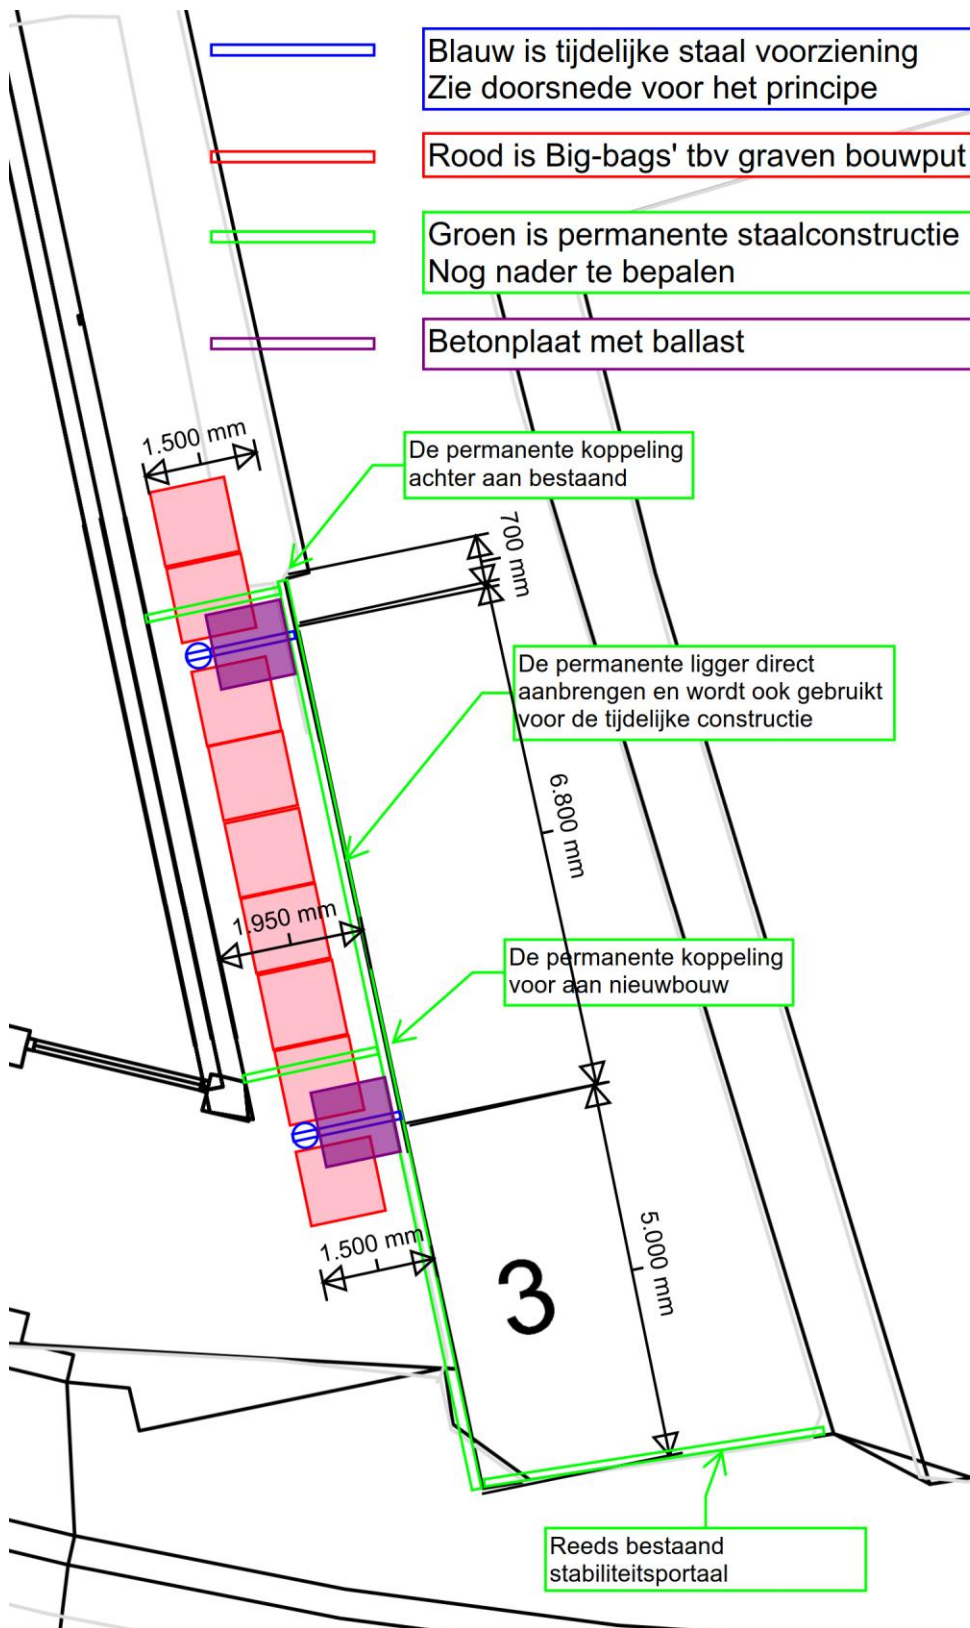 Blauw is tijdelijke staal voorziening
Zie doorsnede voor het principe
Rood is Big-bags' tbv graven bouwput
Groen is permanente staalconstructie
Nog nader te bepalen
Betonplaat met ballast
1.500 mm
De permanente koppeling
achter aan bestaand
700 mm
De permanente ligger direct
aanbrengen en wordt ook gebruikt
voor de tijdelijke constructie
6.800 mm
1.950 mm
De permanente koppeling
voor aan nieuwbouw
1.500 mm
5.000 mm
3
Reeds bestaand
stabiliteitsportaal